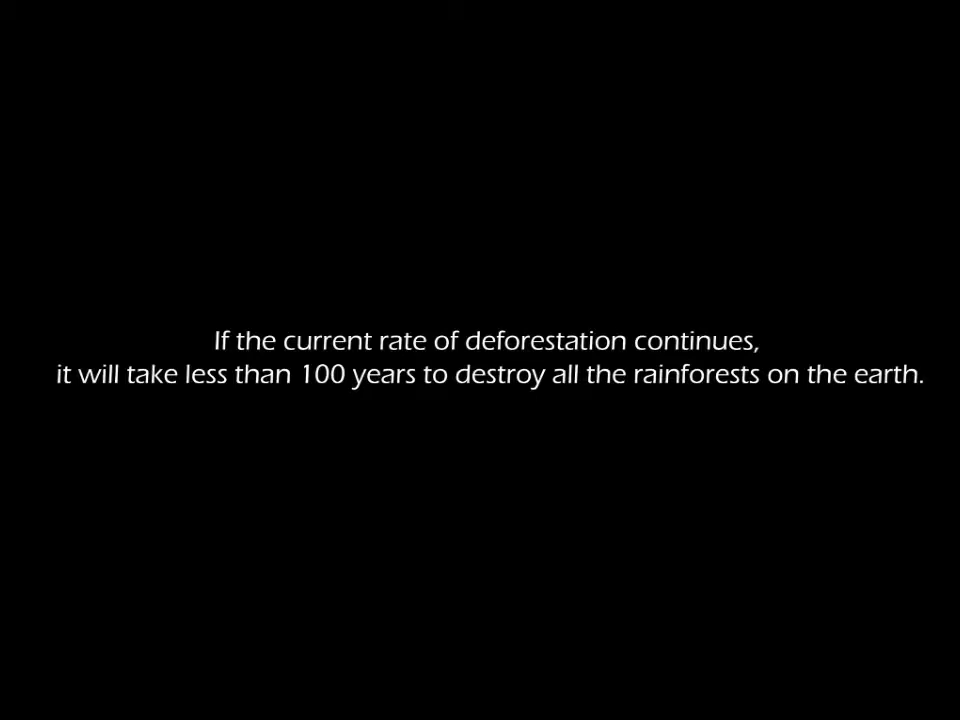 If the current rate of deforestation continues,
it will take less than 100 years to destroy all the rainforests on the earth.